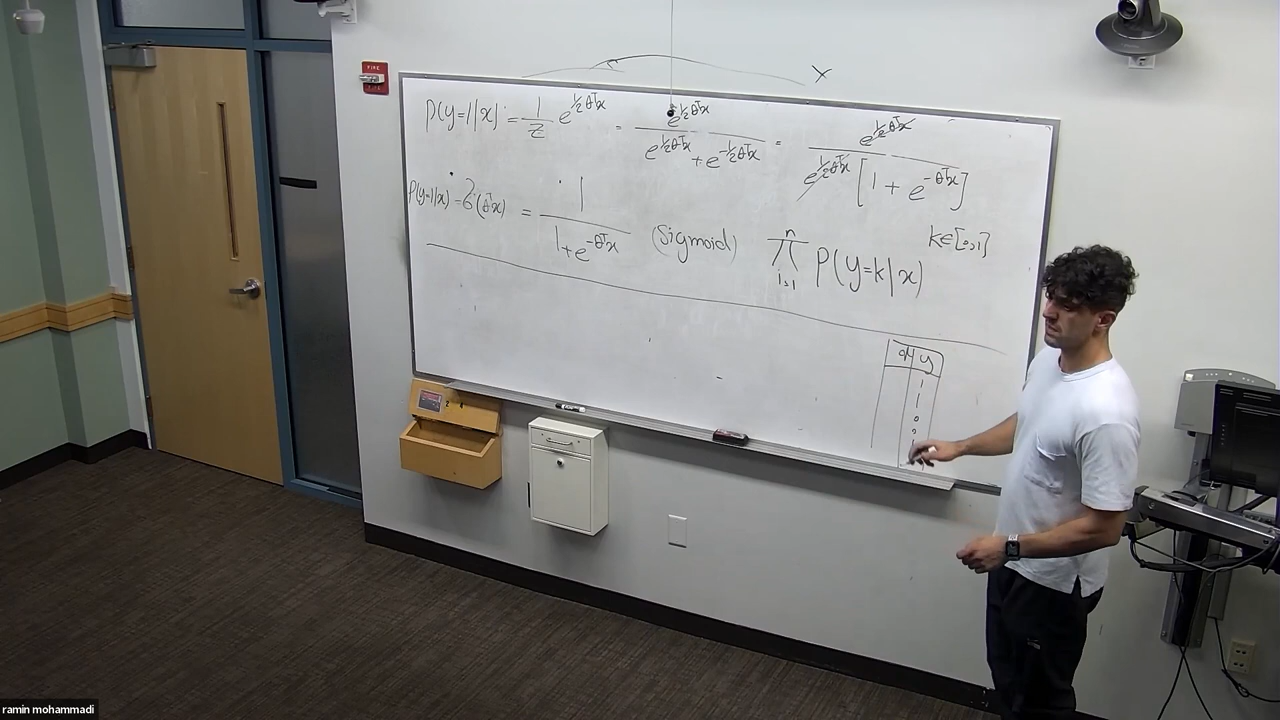 P(y=1|x) = 1/Z e^{½θᵀx} = e^{½θᵀx} / (e^{½θᵀx} + e^{-½θᵀx}) = e^{½θᵀx} / (e^{½θᵀx} [1 + e^{-θᵀx}])
P(y=1|x) = σ(θᵀx) = 1 / (1 + e^{-θᵀx}) (Sigmoid) ∏_{i=1}^{n} P(y=k|x) k∈[0,1]
x y
1
1
0
FIRE
ramin mohammadi